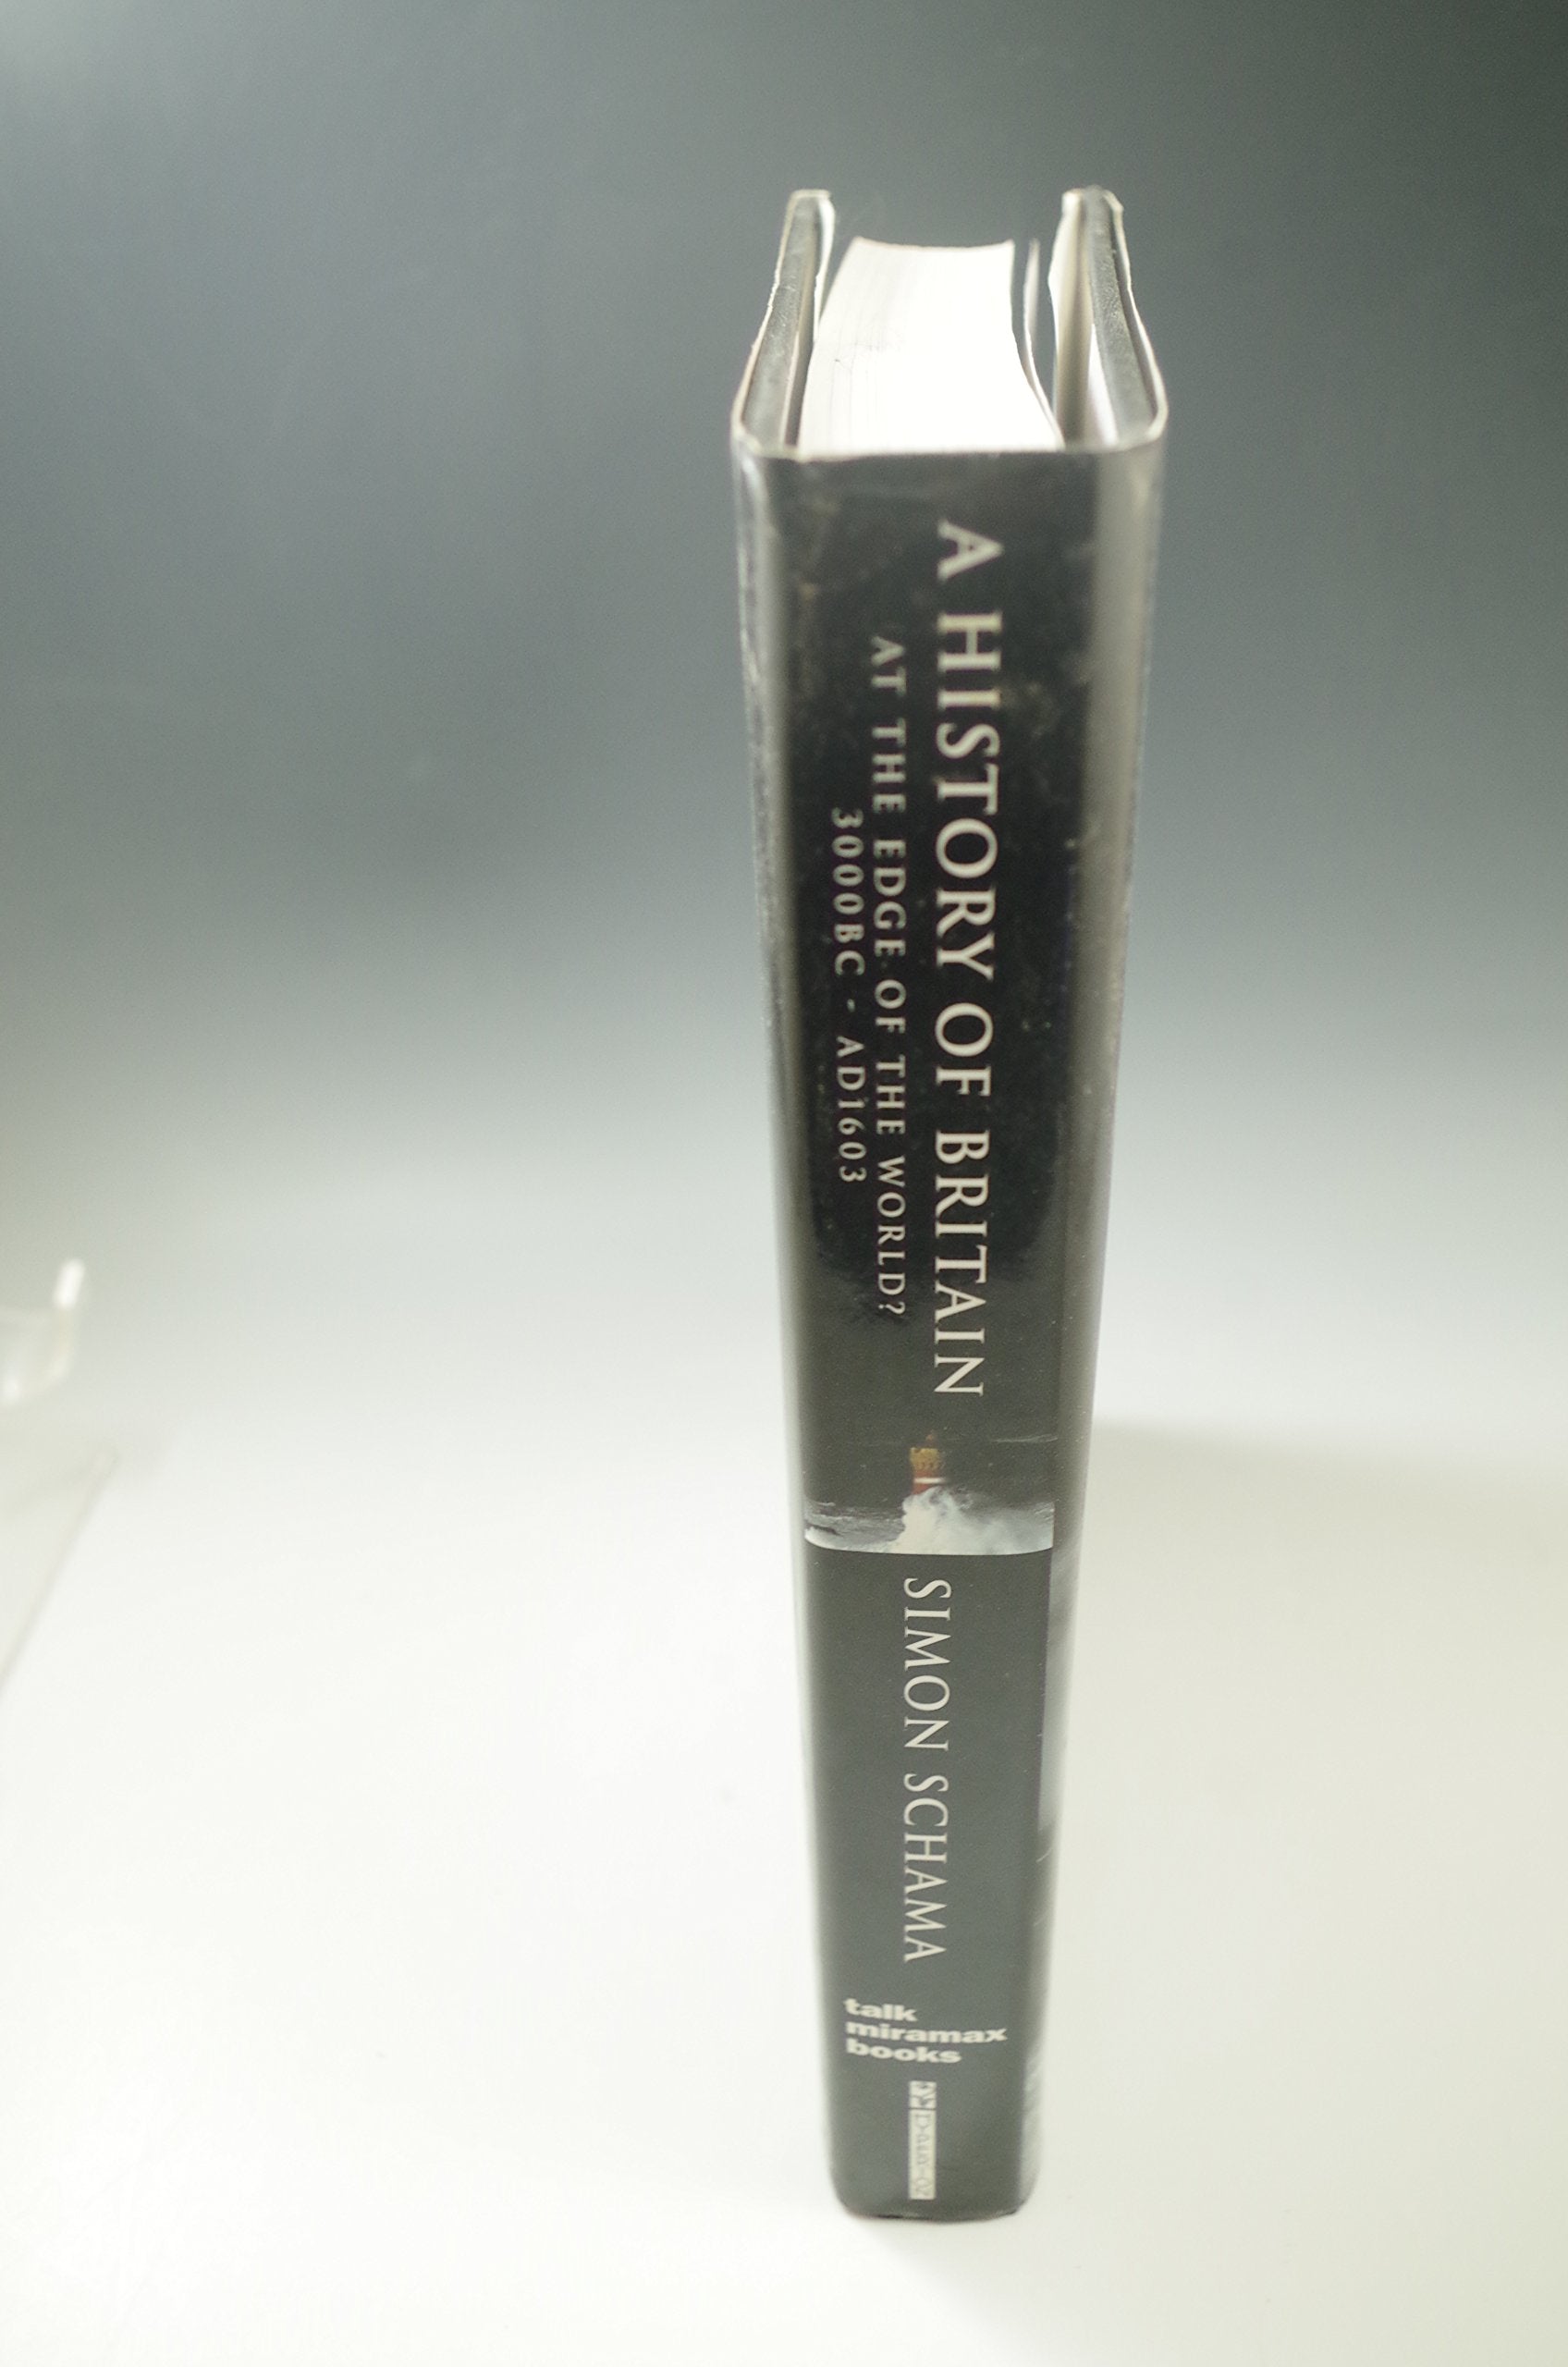 A HISTORY OF BRITAIN
AT THE EDGE OF THE WORLD?
3000BC - AD1603
SIMON SCHAMA
talk
miramax
books